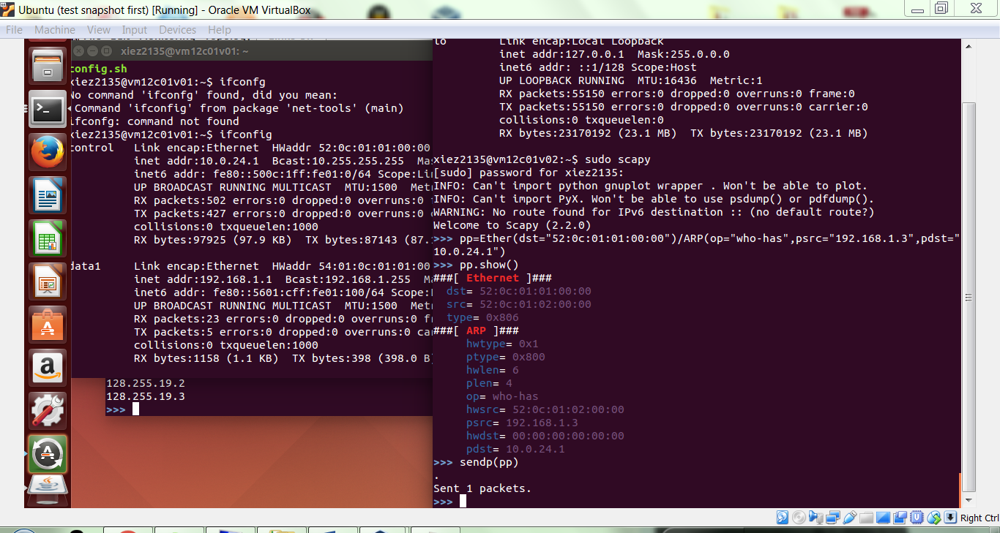 Ubuntu (test snapshot first) [Running] - Oracle VM VirtualBox
File Machine View Input Devices Help
xiez2135@vm12c01v01: ~
config.sh
xiez2135@vm12c01v01:~$ ifconfg
No command 'ifconfg' found, did you mean:
Command 'ifconfig' from package 'net-tools' (main)
ifconfg: command not found
xiez2135@vm12c01v01:~$ ifconfig
control Link encap:Ethernet HWaddr 52:0c:01:01:00:00
inet addr:10.0.24.1 Bcast:10.255.255.255 Mas
inet6 addr: fe80::500c:1ff:fe01:0/64 Scope:Li
UP BROADCAST RUNNING MULTICAST MTU:1500 Metr
RX packets:502 errors:0 dropped:0 overruns:0
TX packets:427 errors:0 dropped:0 overruns:0
collisions:0 txqueuelen:1000
RX bytes:97925 (97.9 KB) TX bytes:87143 (87.
data1 Link encap:Ethernet HWaddr 54:01:0c:01:01:00
inet addr:192.168.1.1 Bcast:192.168.1.255 Ma
inet6 addr: fe80::5601:cff:fe01:100/64 Scope:
UP BROADCAST RUNNING MULTICAST MTU:1500 Metr
RX packets:23 errors:0 dropped:0 overruns:0 fr
TX packets:5 errors:0 dropped:0 overruns:0 car
collisions:0 txqueuelen:1000
RX bytes:1158 (1.1 KB) TX bytes:398 (398.0 B
128.255.19.2
128.255.19.3
>>>
lo Link encap:Local Loopback
inet addr:127.0.0.1 Mask:255.0.0.0
inet6 addr: ::1/128 Scope:Host
UP LOOPBACK RUNNING MTU:16436 Metric:1
RX packets:55150 errors:0 dropped:0 overruns:0 frame:0
TX packets:55150 errors:0 dropped:0 overruns:0 carrier:0
collisions:0 txqueuelen:0
RX bytes:23170192 (23.1 MB) TX bytes:23170192 (23.1 MB)
xiez2135@vm12c01v02:~$ sudo scapy
[sudo] password for xiez2135:
INFO: Can't import python gnuplot wrapper . Won't be able to plot.
INFO: Can't import PyX. Won't be able to use psdump() or pdfdump().
WARNING: No route found for IPv6 destination :: (no default route?)
Welcome to Scapy (2.2.0)
>>> pp=Ether(dst="52:0c:01:01:00:00")/ARP(op="who-has",psrc="192.168.1.3",pdst="
10.0.24.1")
>>> pp.show()
###[ Ethernet ]###
dst= 52:0c:01:01:00:00
src= 52:0c:01:02:00:00
type= 0x806
###[ ARP ]###
hwtype= 0x1
ptype= 0x800
hwlen= 6
plen= 4
op= who-has
hwsrc= 52:0c:01:02:00:00
psrc= 192.168.1.3
hwdst= 00:00:00:00:00:00
pdst= 10.0.24.1
>>> sendp(pp)
.
Sent 1 packets.
>>>
Right Ctrl